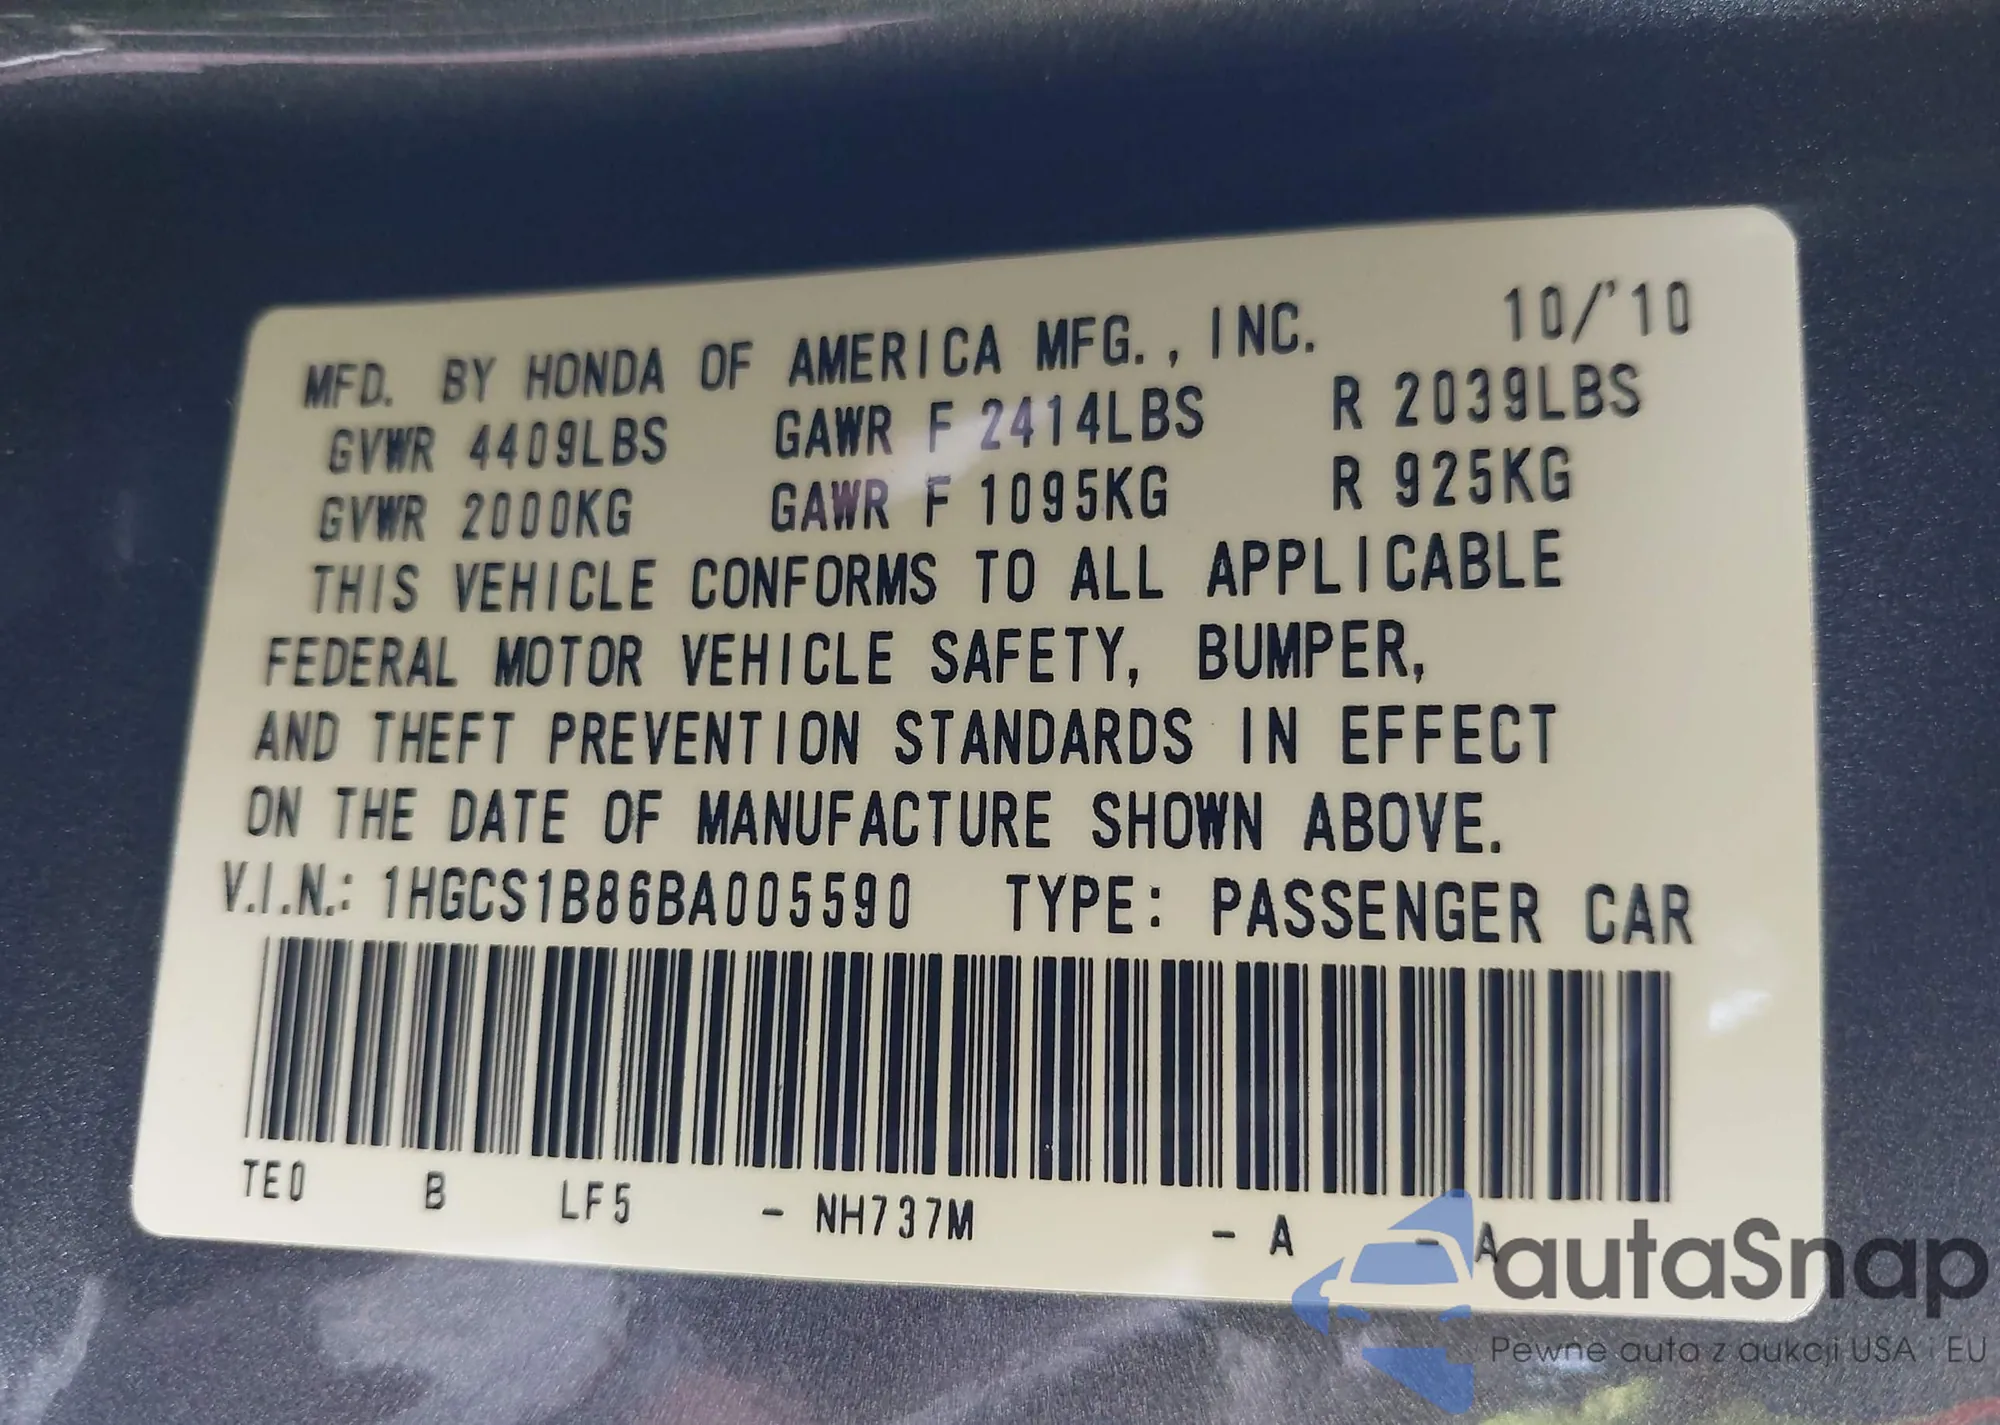 MFD. BY HONDA OF AMERICA MFG., INC. 10/'10
GVWR 4409LBS GAWR F 2414LBS R 2039LBS
GVWR 2000KG GAWR F 1095KG R 925KG
THIS VEHICLE CONFORMS TO ALL APPLICABLE
FEDERAL MOTOR VEHICLE SAFETY, BUMPER,
AND THEFT PREVENTION STANDARDS IN EFFECT
ON THE DATE OF MANUFACTURE SHOWN ABOVE.
V.I.N.: 1HGCS1B86BA005590 TYPE: PASSENGER CAR
TE0 B LF5 - NH737M - A - A
autaSnap
Pewne auta z aukcji USA i EU